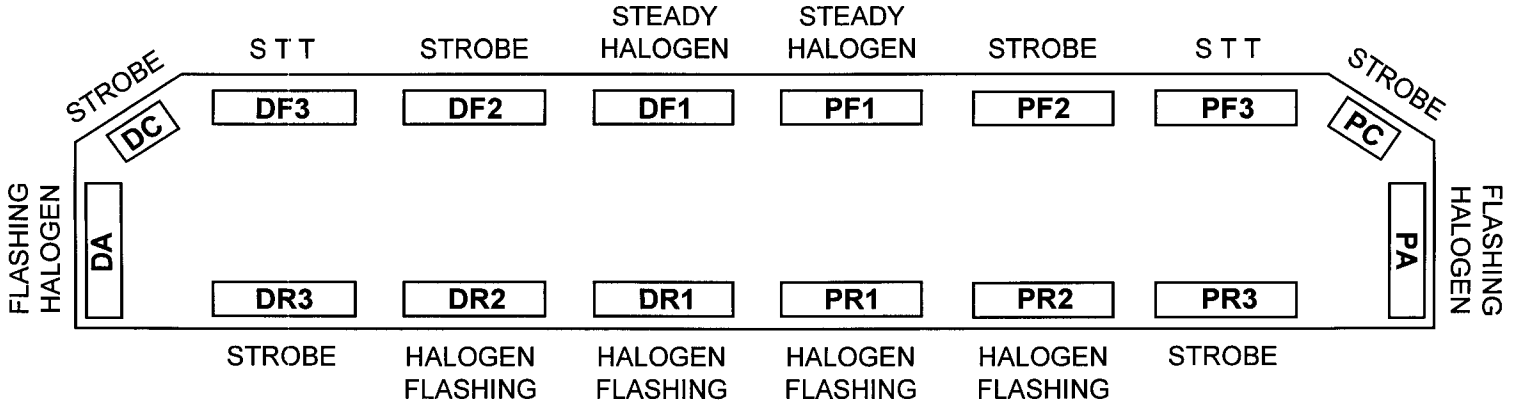 STEADY
HALOGEN
STEADY
HALOGEN
STROBE
S T T
STROBE
STROBE
S T T
STROBE
DC
DF3
DF2
DF1
PF1
PF2
PF3
PC
FLASHING
HALOGEN
DA
PA
FLASHING
HALOGEN
DR3
DR2
DR1
PR1
PR2
PR3
STROBE
HALOGEN
FLASHING
HALOGEN
FLASHING
HALOGEN
FLASHING
HALOGEN
FLASHING
STROBE